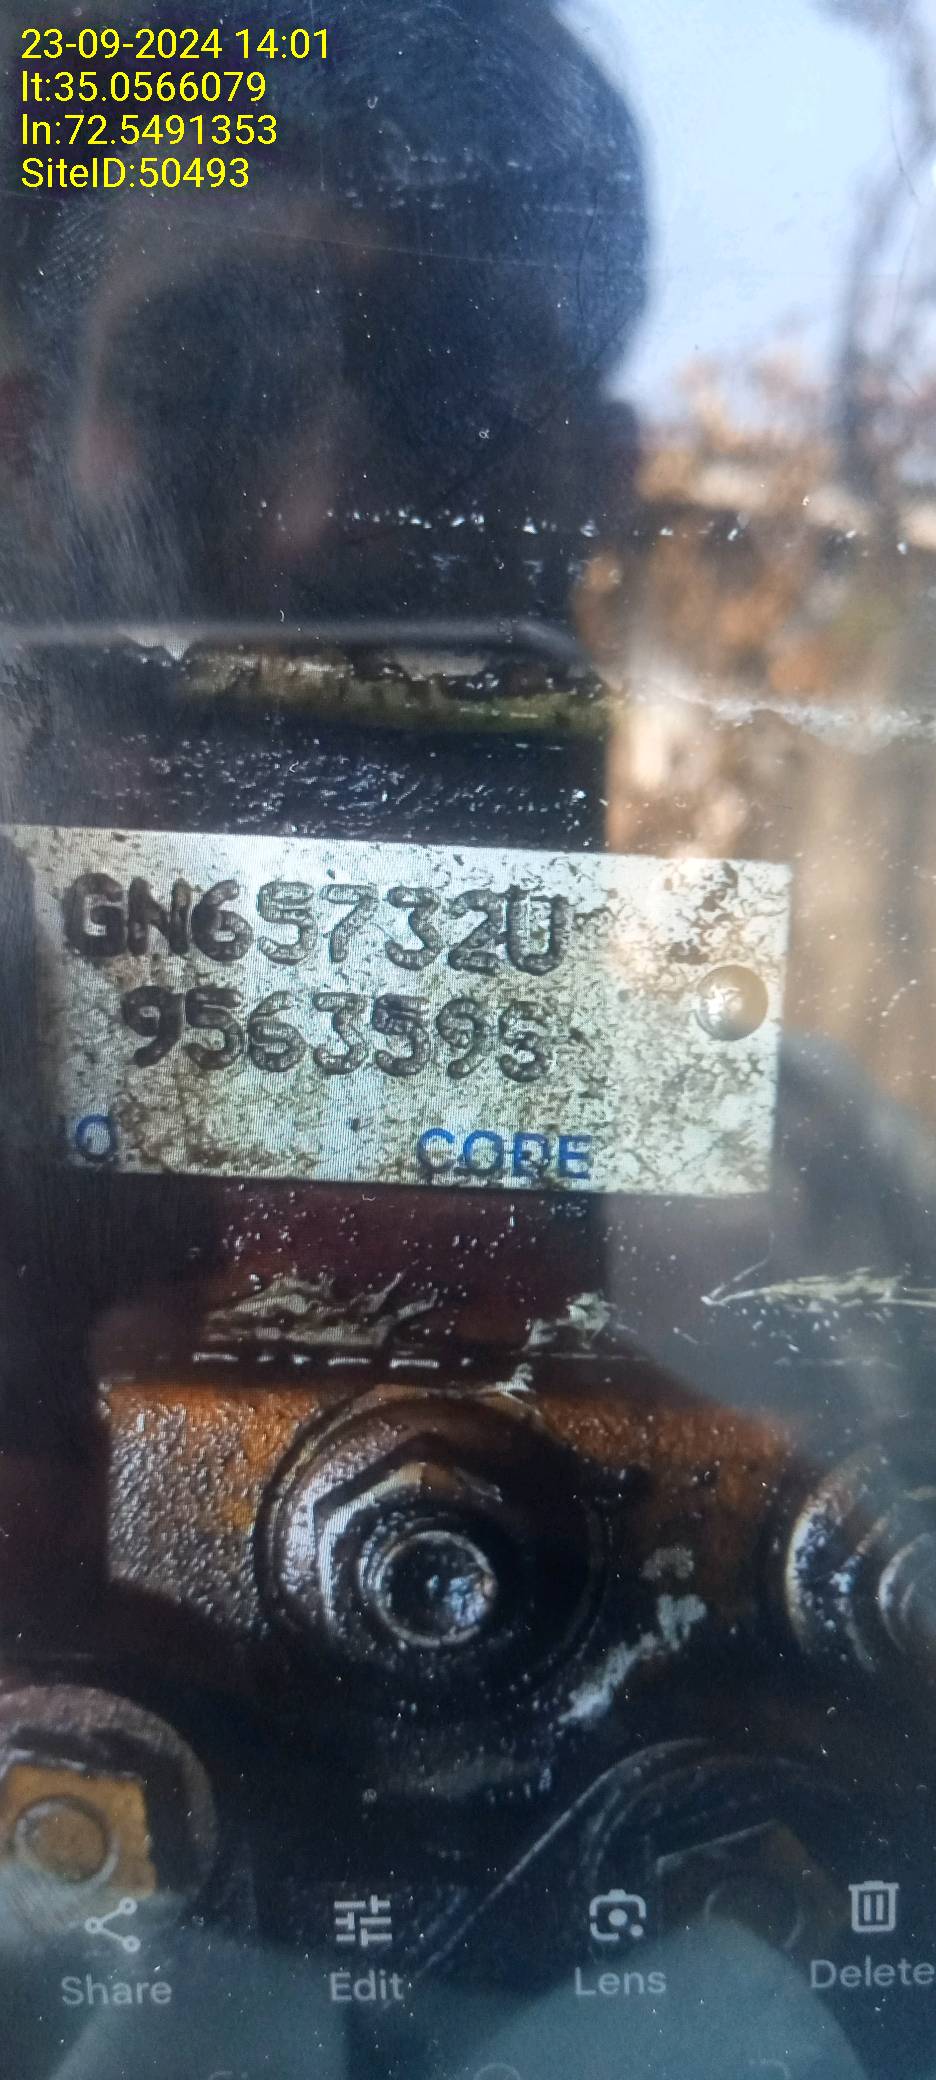 23-09-2024 14:01
lt:35.0566079
ln:72.5491353
SiteID:50493
GN65732U
9563596
O CODE
Share Edit Lens Delete